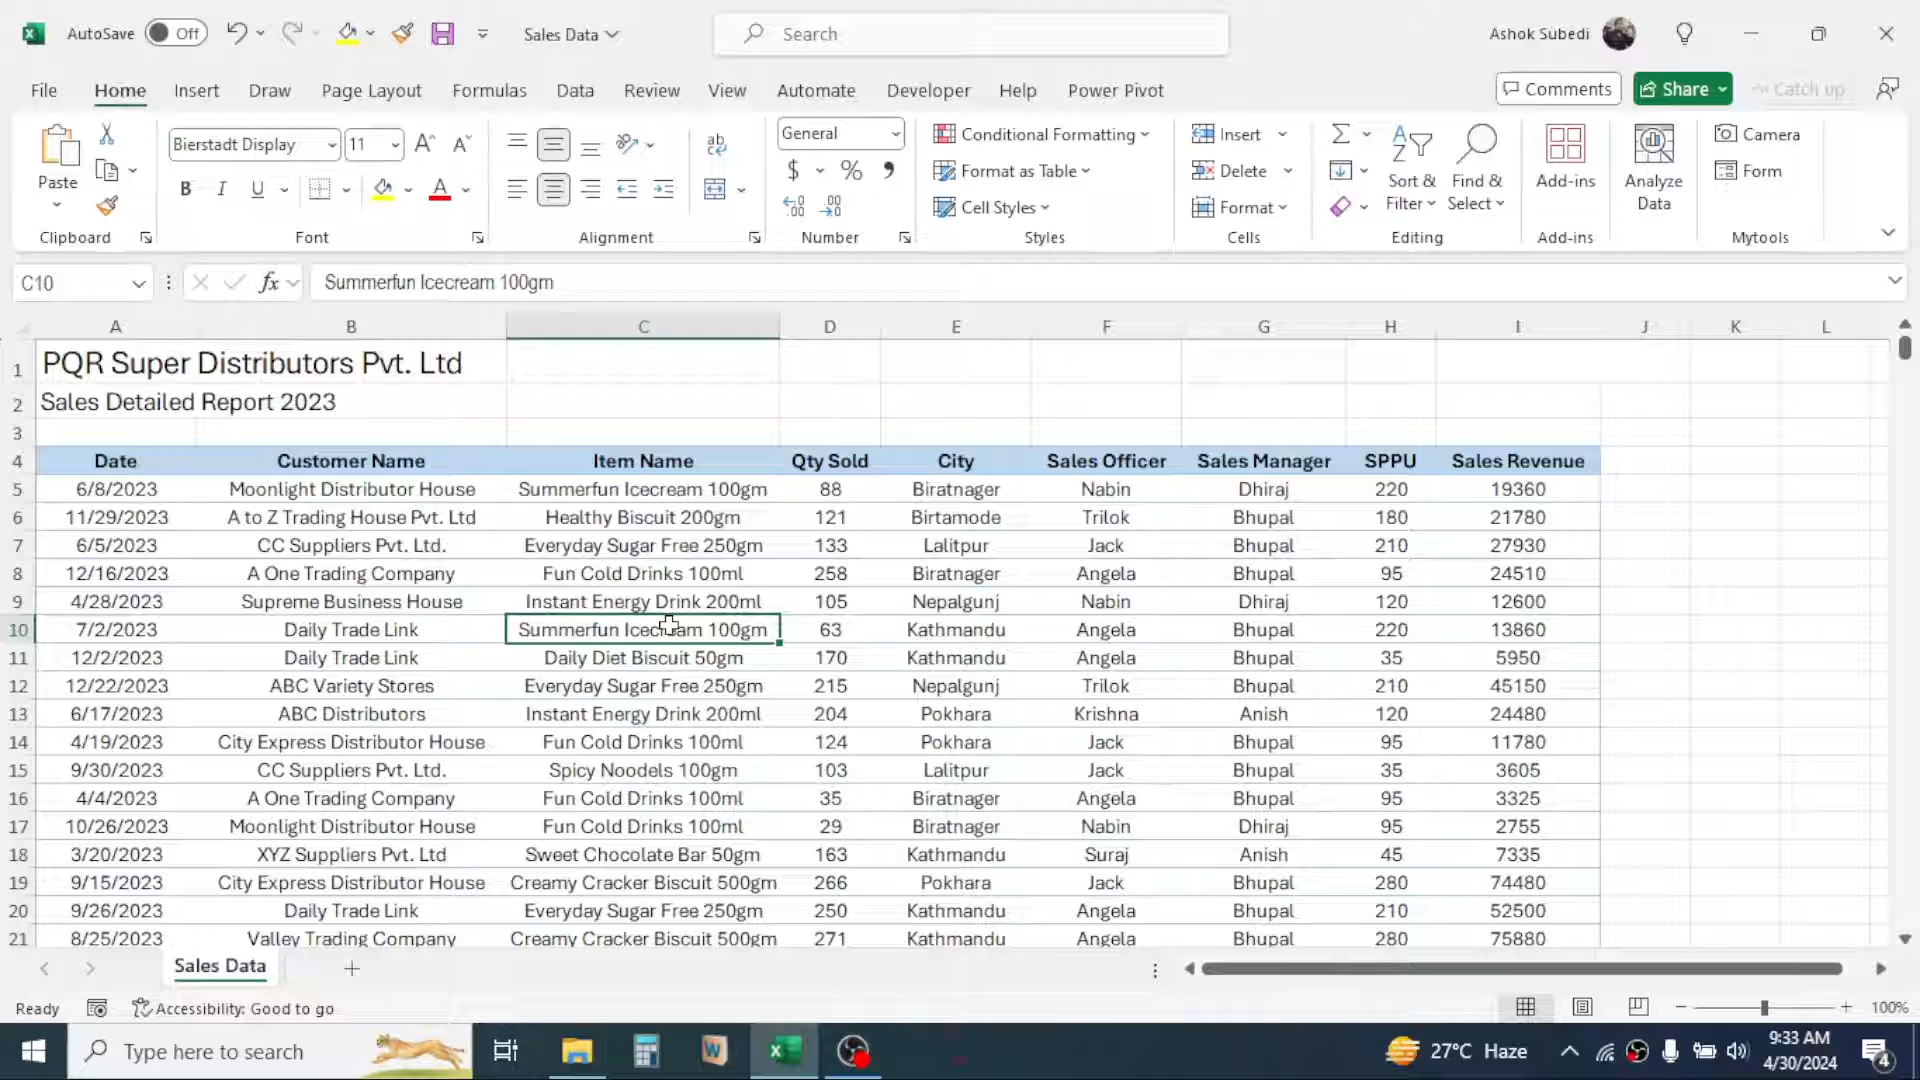 AutoSave Off Sales Data Search Ashok Subedi
File Home Insert Draw Page Layout Formulas Data Review View Automate Developer Help Power Pivot Comments Share Catch up
Paste Bierstadt Display 11 General Conditional Formatting Insert Camera
Format as Table Delete Sort & Filter Find & Select Add-ins Analyze Data Form
Cell Styles Format
Clipboard Font Alignment Number Styles Cells Editing Add-ins Mytools
C10 fx Summerfun Icecream 100gm
A B C D E F G H I J K L
1 PQR Super Distributors Pvt. Ltd
2 Sales Detailed Report 2023
3
4 Date Customer Name Item Name Qty Sold City Sales Officer Sales Manager SPPU Sales Revenue
5 6/8/2023 Moonlight Distributor House Summerfun Icecream 100gm 88 Biratnager Nabin Dhiraj 220 19360
6 11/29/2023 A to Z Trading House Pvt. Ltd Healthy Biscuit 200gm 121 Birtamode Trilok Bhupal 180 21780
7 6/5/2023 CC Suppliers Pvt. Ltd. Everyday Sugar Free 250gm 133 Lalitpur Jack Bhupal 210 27930
8 12/16/2023 A One Trading Company Fun Cold Drinks 100ml 258 Biratnager Angela Bhupal 95 24510
9 4/28/2023 Supreme Business House Instant Energy Drink 200ml 105 Nepalgunj Nabin Dhiraj 120 12600
10 7/2/2023 Daily Trade Link Summerfun Icecream 100gm 63 Kathmandu Angela Bhupal 220 13860
11 12/2/2023 Daily Trade Link Daily Diet Biscuit 50gm 170 Kathmandu Angela Bhupal 35 5950
12 12/22/2023 ABC Variety Stores Everyday Sugar Free 250gm 215 Nepalgunj Trilok Bhupal 210 45150
13 6/17/2023 ABC Distributors Instant Energy Drink 200ml 204 Pokhara Krishna Anish 120 24480
14 4/19/2023 City Express Distributor House Fun Cold Drinks 100ml 124 Pokhara Jack Bhupal 95 11780
15 9/30/2023 CC Suppliers Pvt. Ltd. Spicy Noodels 100gm 103 Lalitpur Jack Bhupal 35 3605
16 4/4/2023 A One Trading Company Fun Cold Drinks 100ml 35 Biratnager Angela Bhupal 95 3325
17 10/26/2023 Moonlight Distributor House Fun Cold Drinks 100ml 29 Biratnager Nabin Dhiraj 95 2755
18 3/20/2023 XYZ Suppliers Pvt. Ltd Sweet Chocolate Bar 50gm 163 Kathmandu Suraj Anish 45 7335
19 9/15/2023 City Express Distributor House Creamy Cracker Biscuit 500gm 266 Pokhara Jack Bhupal 280 74480
20 9/26/2023 Daily Trade Link Everyday Sugar Free 250gm 250 Kathmandu Angela Bhupal 210 52500
21 8/25/2023 Valley Trading Company Creamy Cracker Biscuit 500gm 271 Kathmandu Angela Bhupal 280 75880
Sales Data
Ready Accessibility: Good to go 100%
Type here to search 27°C Haze 9:33 AM
4/30/2024 4